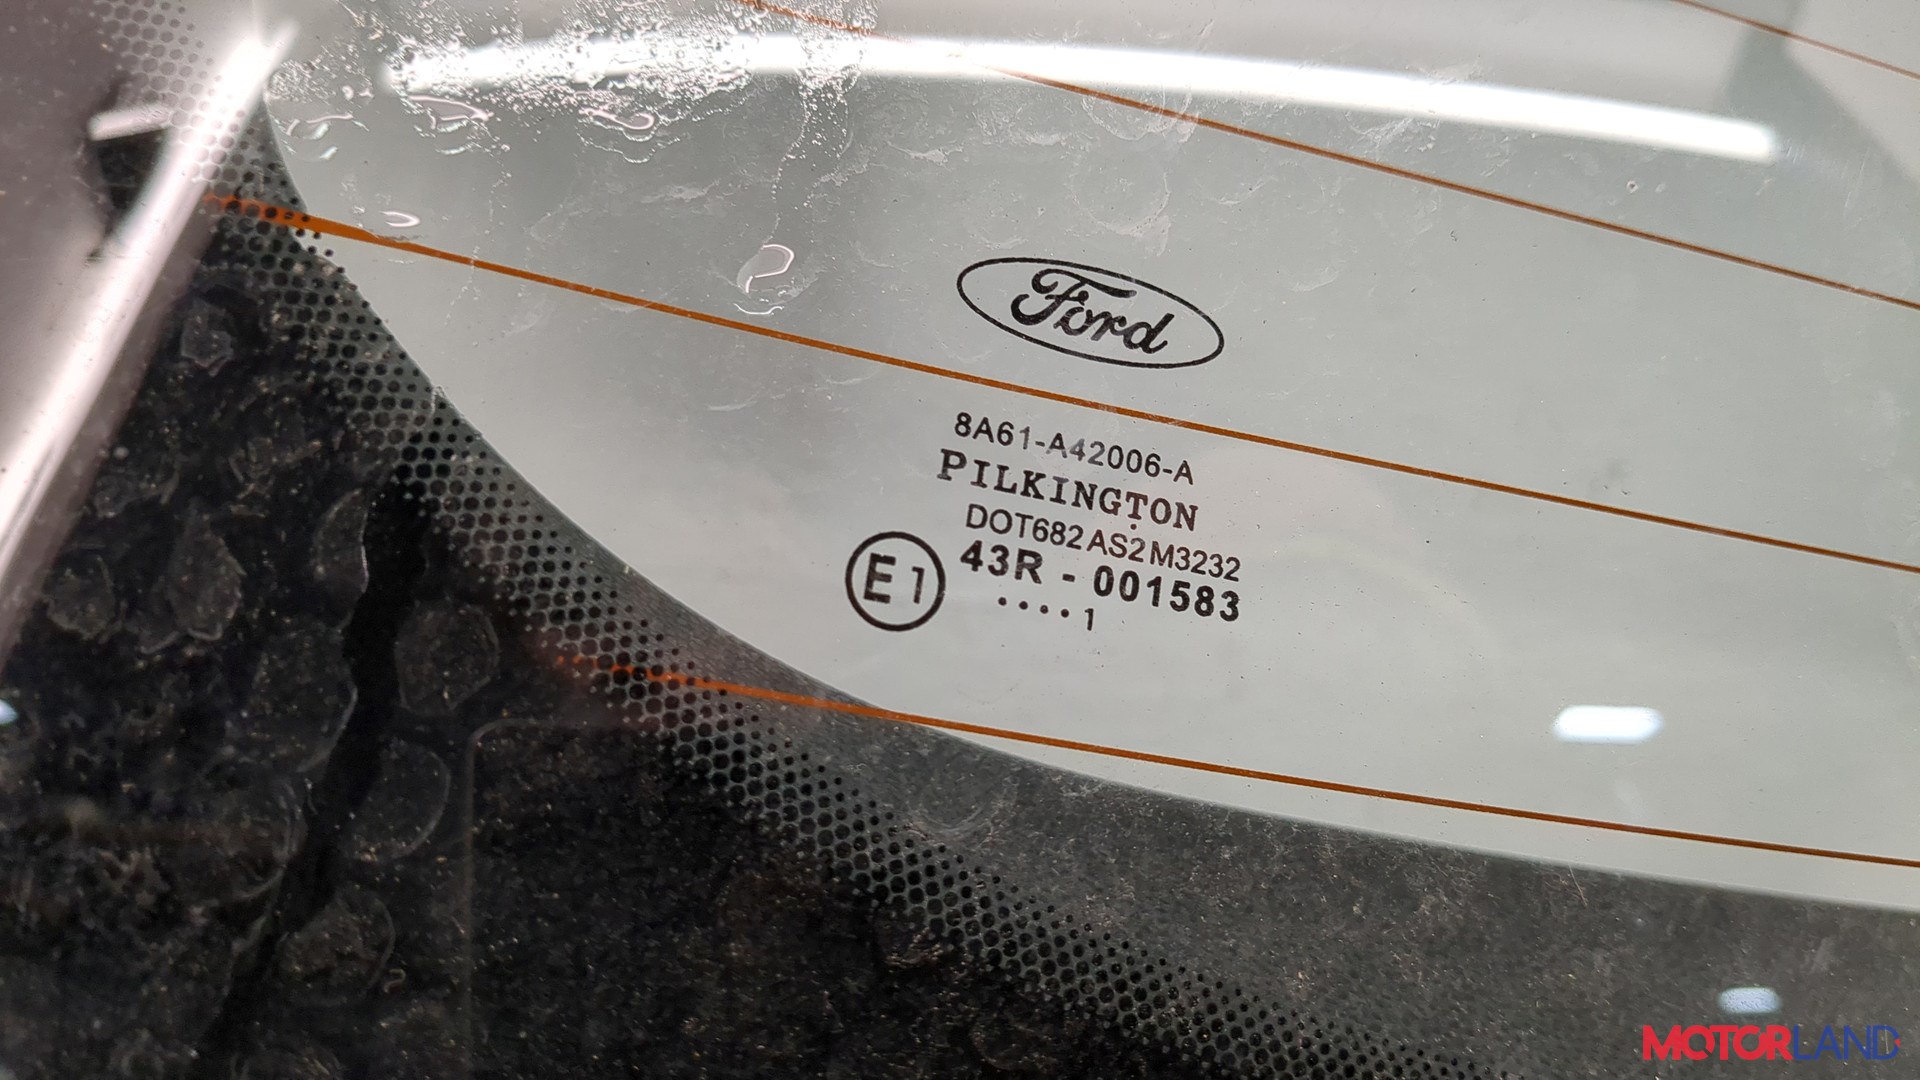 Ford
8A61-A42006-A
PILKINGTON
DOT682 AS2 M3232
E1
43R - 001583
.... 1
MOTORLAND